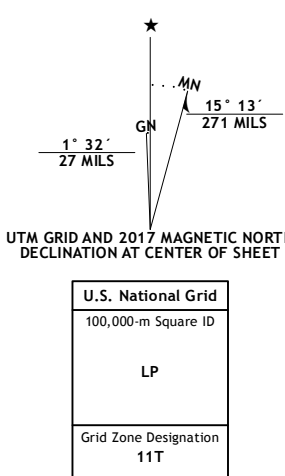 ★
MN
GN
15° 13´
271 MILS
1° 32´
27 MILS
UTM GRID AND 2017 MAGNETIC NORT
DECLINATION AT CENTER OF SHEET
U.S. National Grid
100,000-m Square ID
LP
Grid Zone Designation
11T